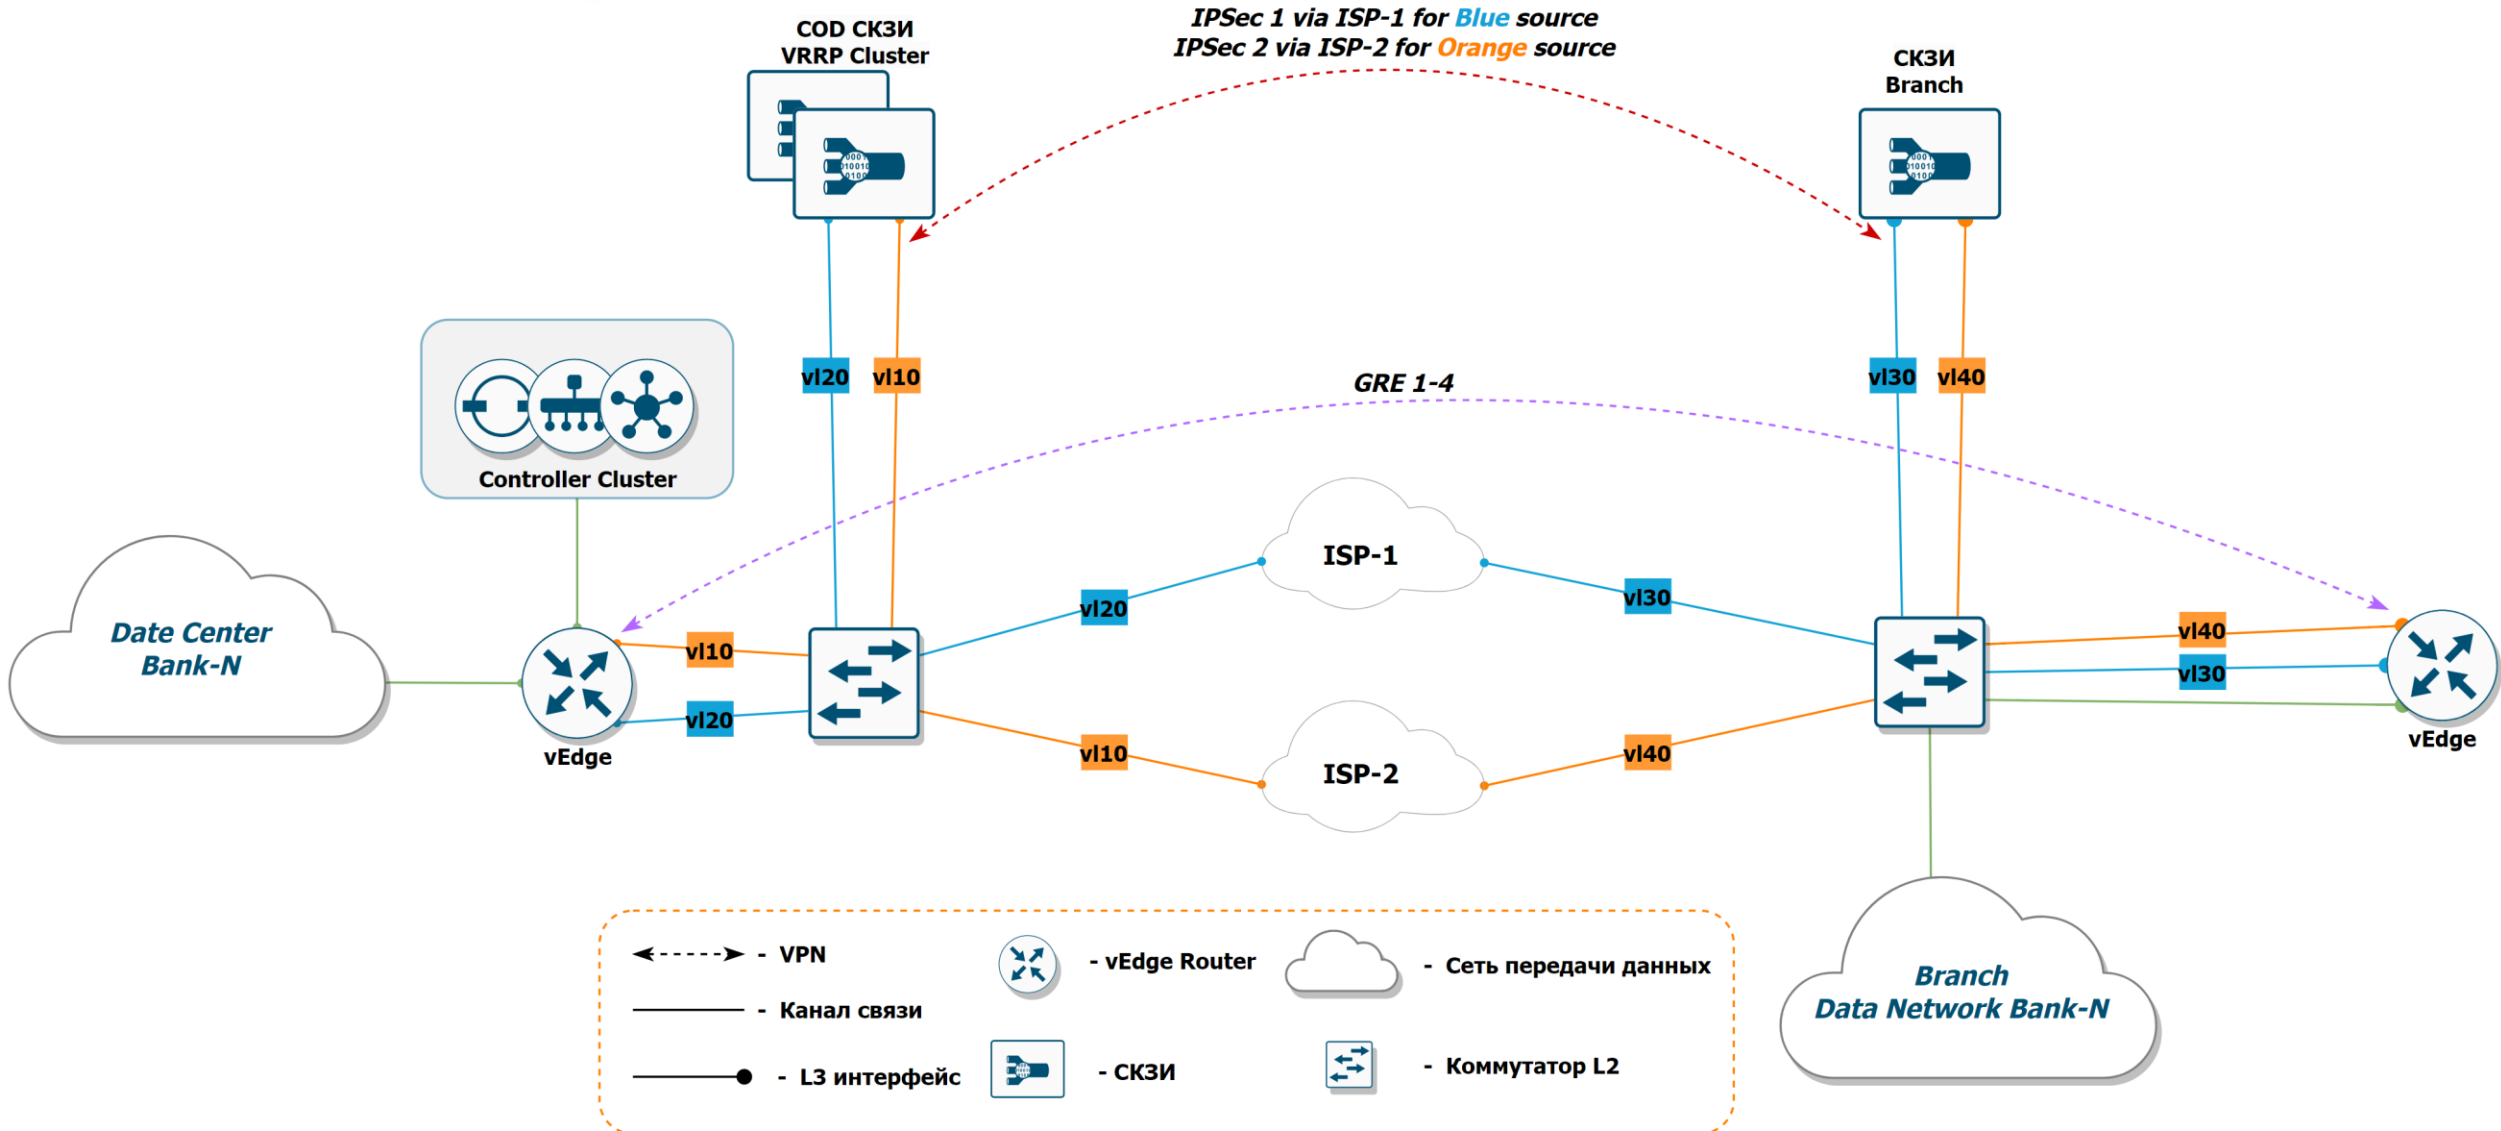 IPSec 1 via ISP-1 for Blue source
IPSec 2 via ISP-2 for Orange source
COD СКЗИ
VRRP Cluster
СКЗИ
Branch
vl20
vl10
vl30
vl40
GRE 1-4
Controller Cluster
ISP-1
vl20
vl30
Date Center
Bank-N
vl10
vl20
vEdge
vl40
vl30
vEdge
vl10
ISP-2
vl40
- VPN
- vEdge Router
- Сеть передачи данных
- Канал связи
- L3 интерфейс
- СКЗИ
- Коммутатор L2
Branch
Data Network Bank-N